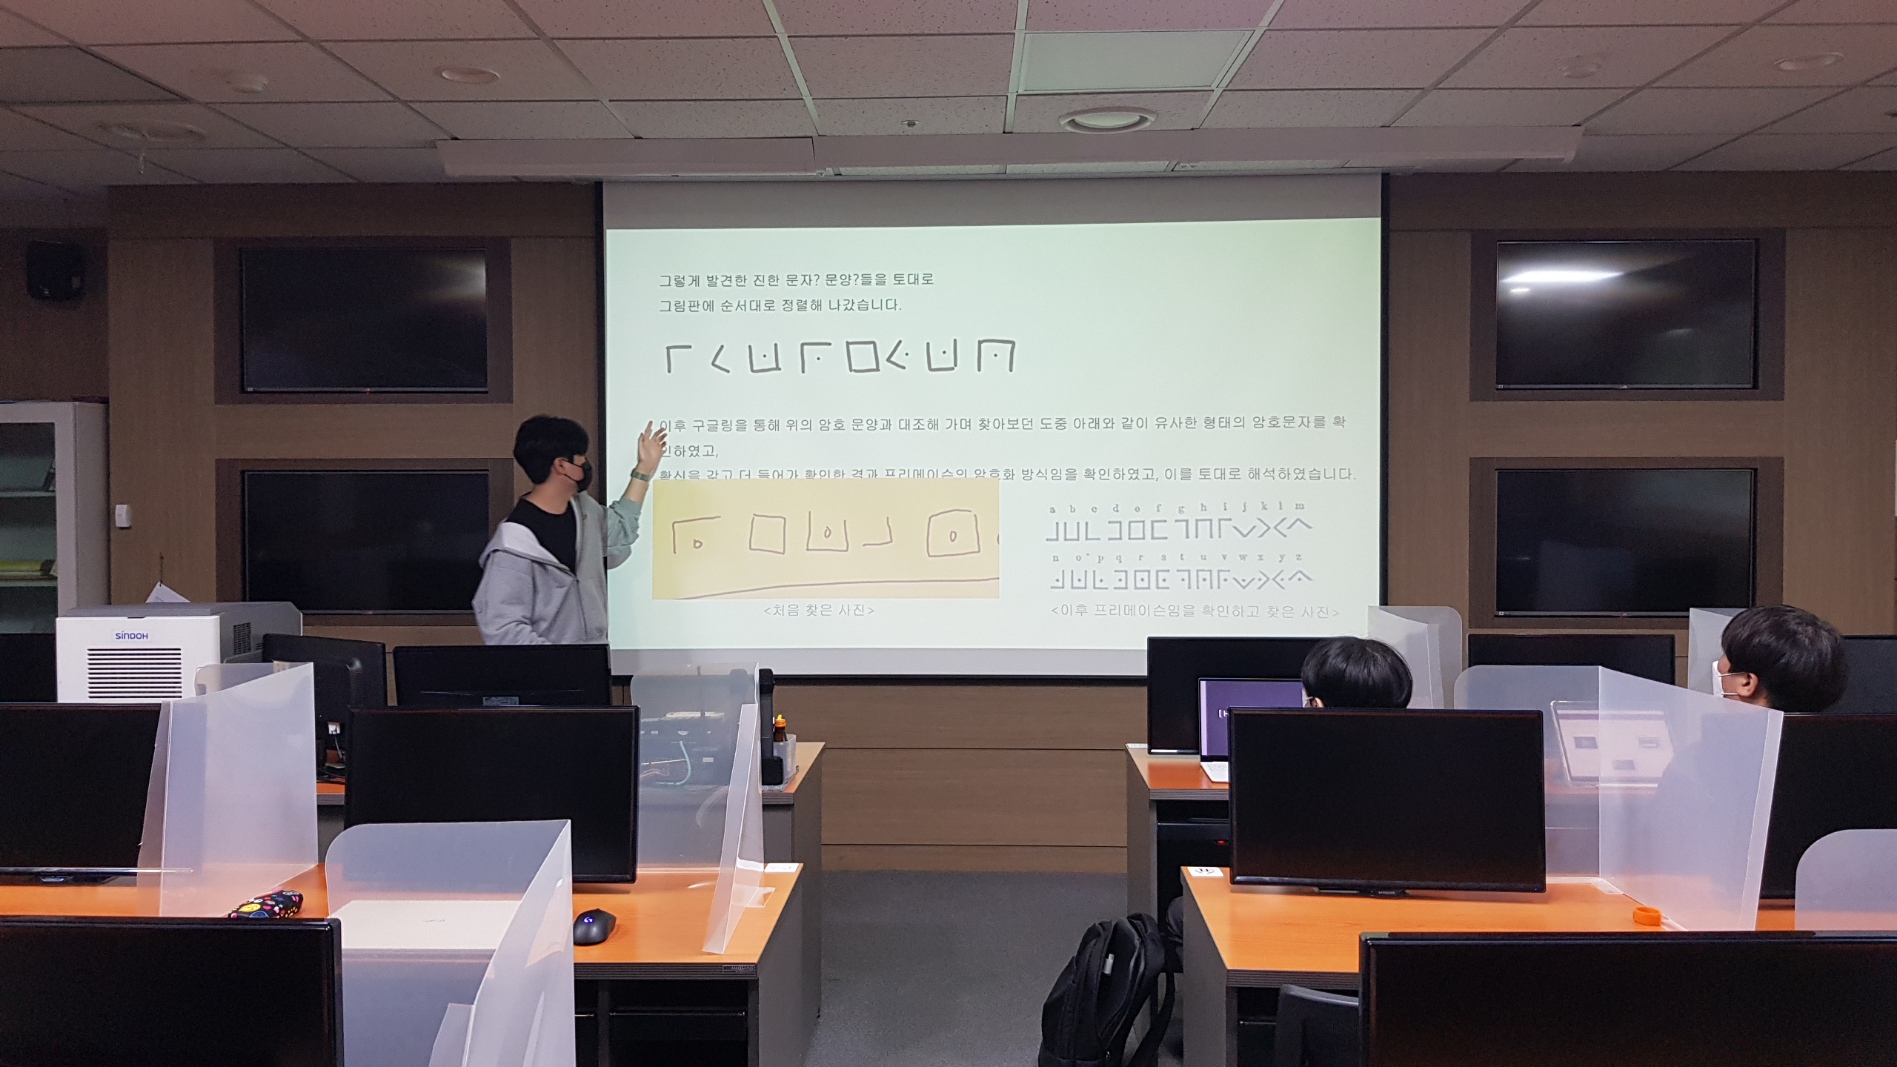 그렇게 발견한 진한 문자? 문양?들을 토대로
그림판에 순서대로 정렬해 나갔습니다.
이후 구글링을 통해 위의 암호 문양과 대조해 가며 찾아보던 도중 아래와 같이 유사한 형태의 암호문자를 확
인하였고,
확신을 갖고 더 들어가 확인한 결과 프리메이슨의 암호화 방식임을 확인하였고, 이를 토대로 해석하였습니다.
a b c d e f g h i j k l m
n o p q r s t u v w x y z
<처음 찾은 사진>
<이후 프리메이슨임을 확인하고 찾은 사진>
SINDOH